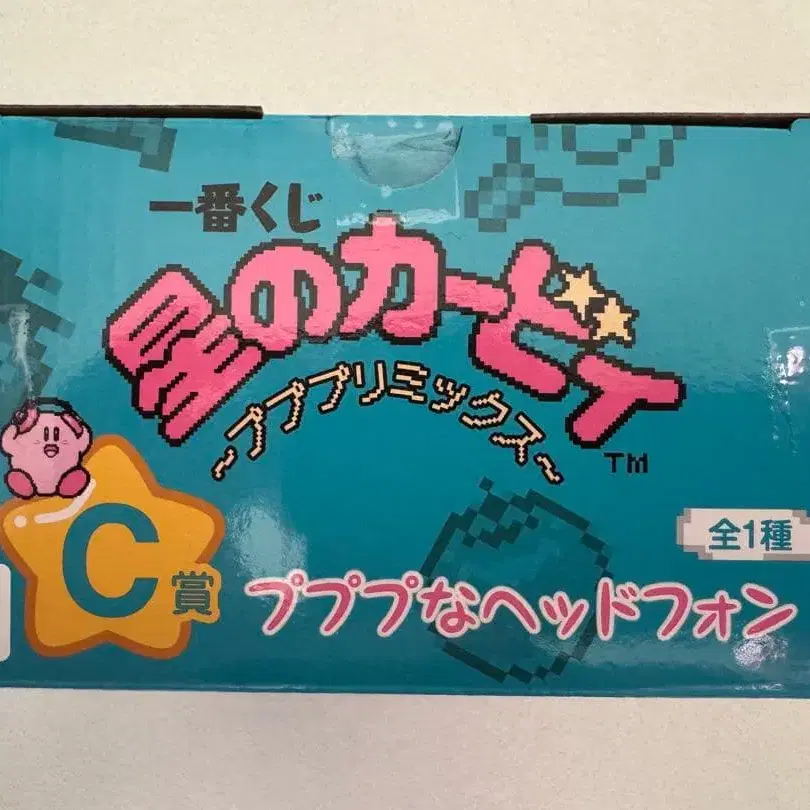 一番くじ
星のカービィ
～プププリミックス～
TM
全1種
C賞
プププなヘッドフォン